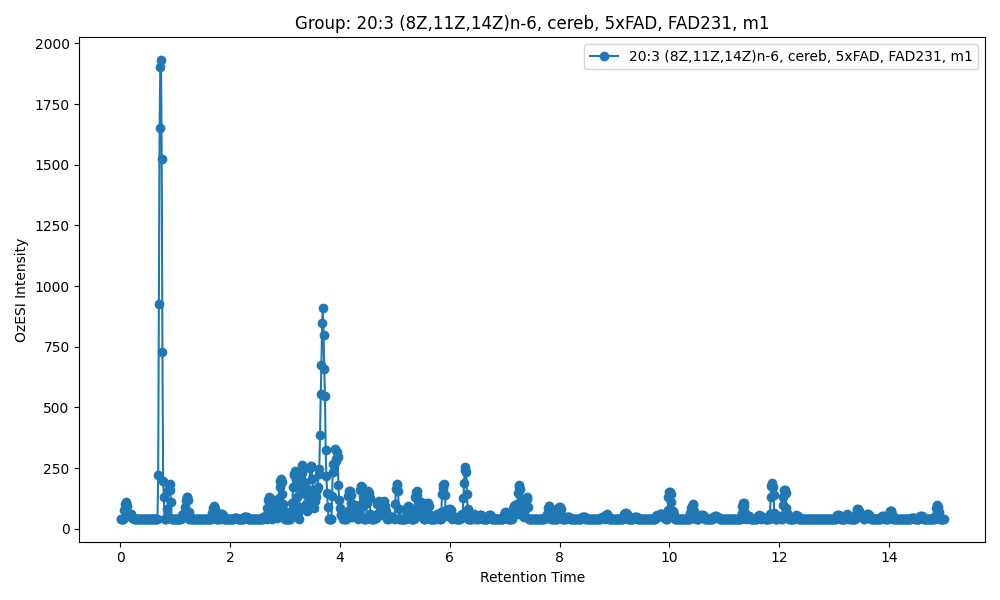 Group: 20:3 (8Z,11Z,14Z)n-6, cereb, 5xFAD, FAD231, m1
20:3 (8Z,11Z,14Z)n-6, cereb, 5xFAD, FAD231, m1
2000
1750
1500
1250
1000
750
500
250
0
OzESI Intensity
0 2 4 6 8 10 12 14
Retention Time